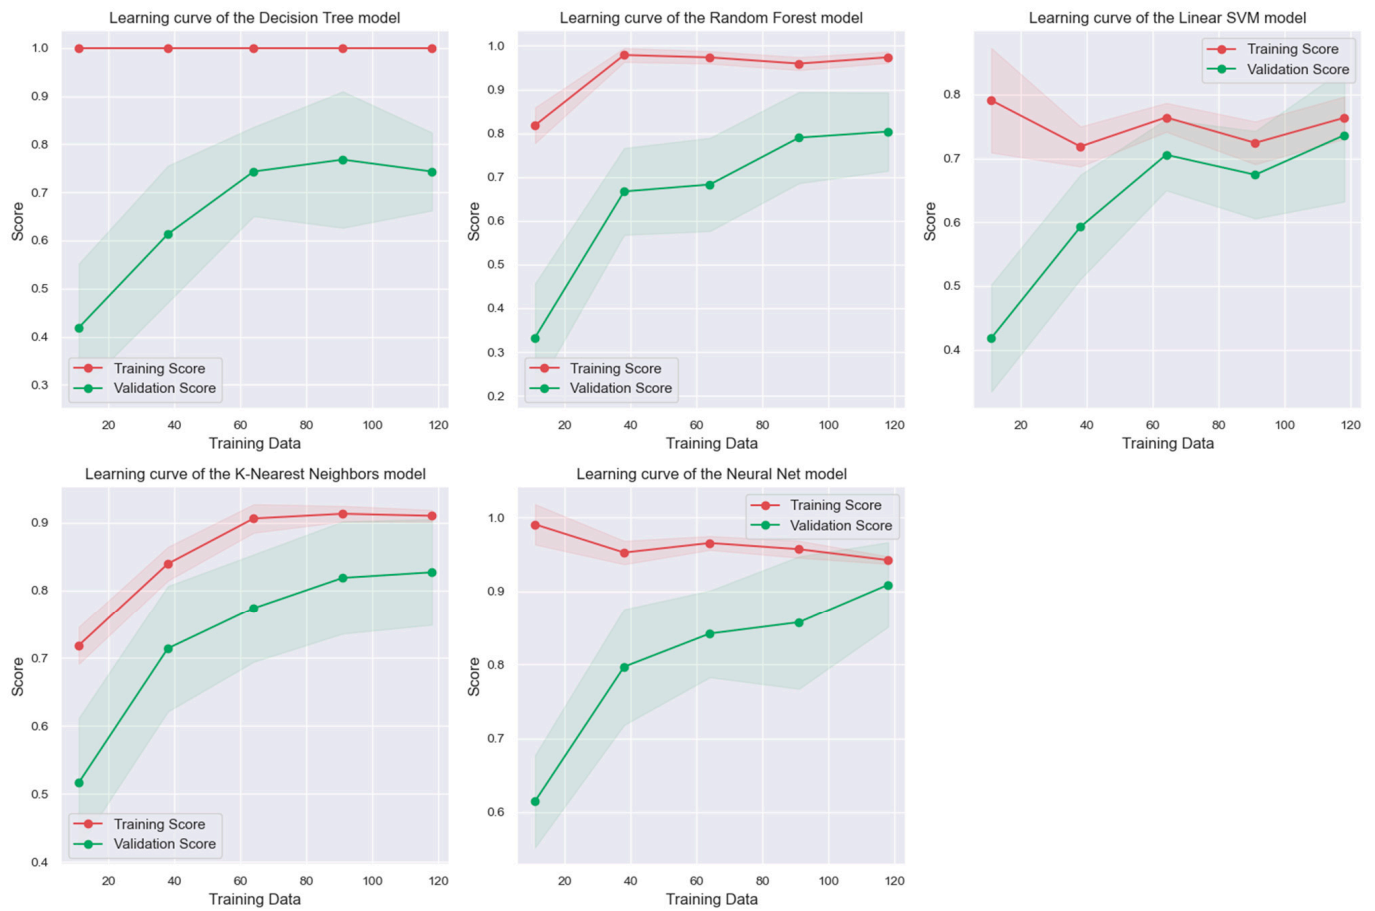 Learning curve of the Decision Tree model
1.0
0.9
0.8
0.7
0.6
0.5
0.4
0.3
Score
Training Score
Validation Score
20 40 60 80 100 120
Training Data
Learning curve of the Random Forest model
1.0
0.9
0.8
0.7
0.6
0.5
0.4
0.3
0.2
Score
Training Score
Validation Score
20 40 60 80 100 120
Training Data
Learning curve of the Linear SVM model
Training Score
Validation Score
0.8
0.7
0.6
0.5
0.4
Score
20 40 60 80 100 120
Training Data
Learning curve of the K-Nearest Neighbors model
0.9
0.8
0.7
0.6
0.5
0.4
Score
Training Score
Validation Score
20 40 60 80 100 120
Training Data
Learning curve of the Neural Net model
Training Score
Validation Score
1.0
0.9
0.8
0.7
0.6
Score
20 40 60 80 100 120
Training Data